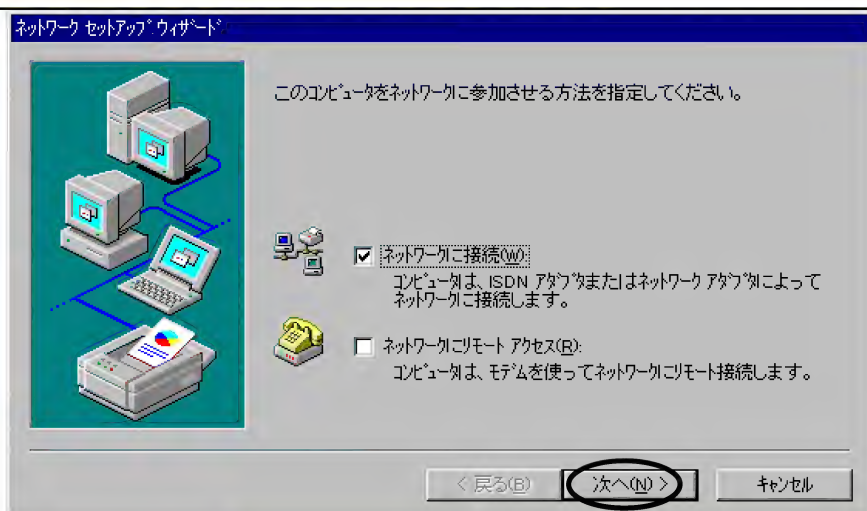 ネットワーク セットアップ ウィザード
このコンピュータをネットワークに参加させる方法を指定してください。
ネットワークに接続(W):
コンピュータは、ISDN アダプタまたはネットワーク アダプタによって
ネットワークに接続します。
ネットワークにリモート アクセス(R):
コンピュータは、モデムを使ってネットワークにリモート接続します。
< 戻る(B)
次へ(N) >
キャンセル